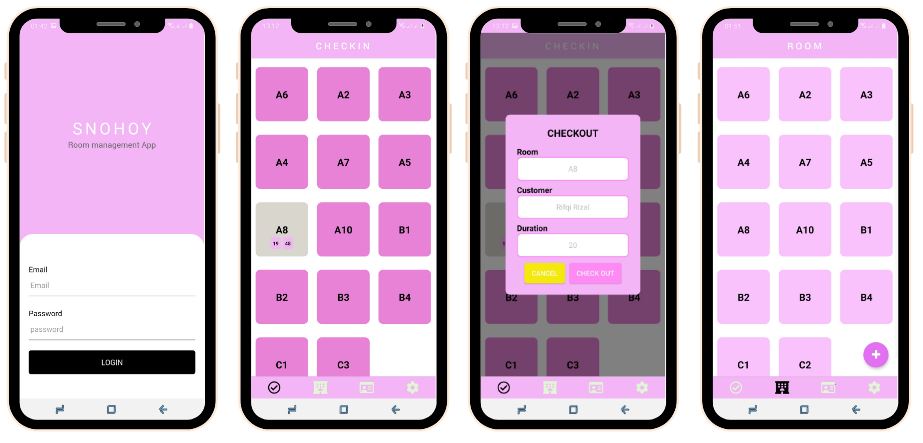 SNOHOY
Room management App
Email
Email
Password
password
LOGIN
CHECKIN
A6 A2 A3
A4 A7 A5
A8 A10 B1
19 48
B2 B3 B4
C1 C3
CHECKIN
A6 A2 A3
CHECKOUT
Room
A8
Customer
Rifqi Rizal
Duration
20
CANCEL CHECK OUT
B2 B3 B4
C1 C3
ROOM
A6 A2 A3
A4 A7 A5
A8 A10 B1
B2 B3 B4
C1 C2
+